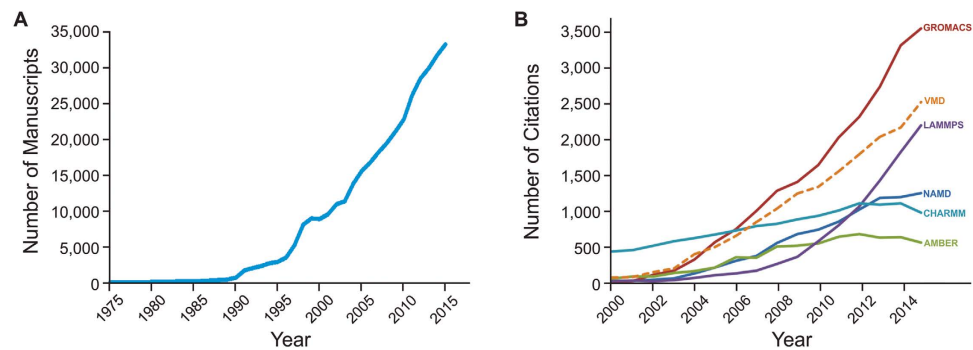 A
Number of Manuscripts
35,000
30,000
25,000
20,000
15,000
10,000
5,000
0
1975
1980
1985
1990
1995
2000
2005
2010
2015
Year
B
Number of Citations
3,500
3,000
2,500
2,000
1,500
1,000
500
0
2000
2002
2004
2006
2008
2010
2012
2014
Year
GROMACS
VMD
LAMMPS
NAMD
CHARMM
AMBER